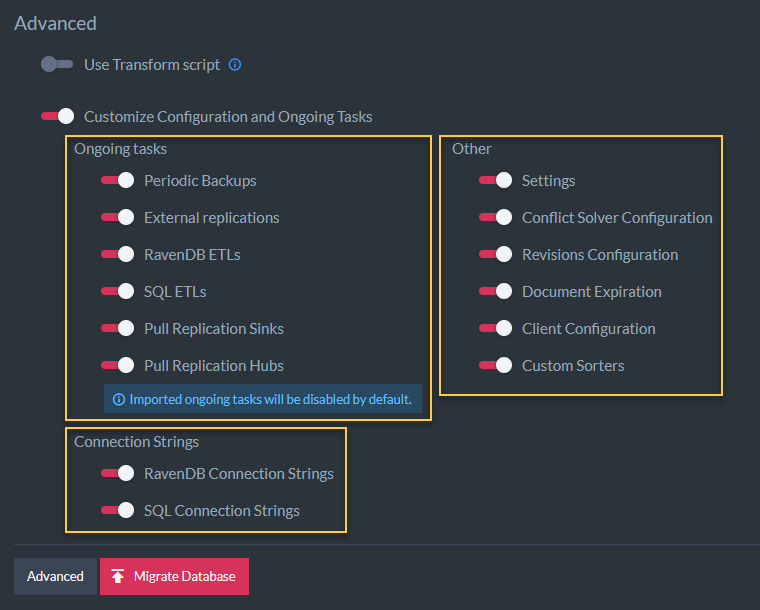 Advanced
Use Transform script
Customize Configuration and Ongoing Tasks
Ongoing tasks
Periodic Backups
External replications
RavenDB ETLs
SQL ETLs
Pull Replication Sinks
Pull Replication Hubs
Imported ongoing tasks will be disabled by default.
Other
Settings
Conflict Solver Configuration
Revisions Configuration
Document Expiration
Client Configuration
Custom Sorters
Connection Strings
RavenDB Connection Strings
SQL Connection Strings
Advanced
Migrate Database